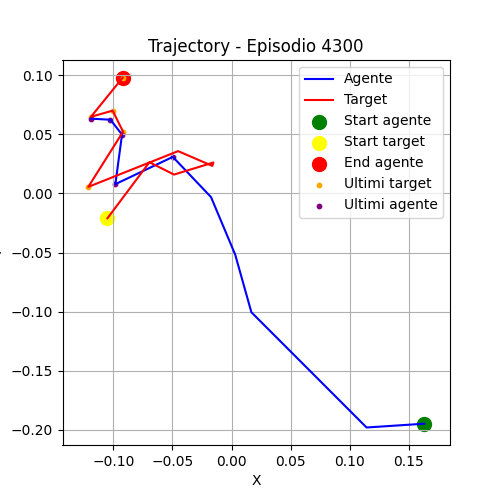 Trajectory - Episodio 4300
Agente
Target
Start agente
Start target
End agente
Ultimi target
Ultimi agente
0.10
0.05
0.00
−0.05
−0.10
−0.15
−0.20
−0.10
−0.05
0.00
0.05
0.10
0.15
X